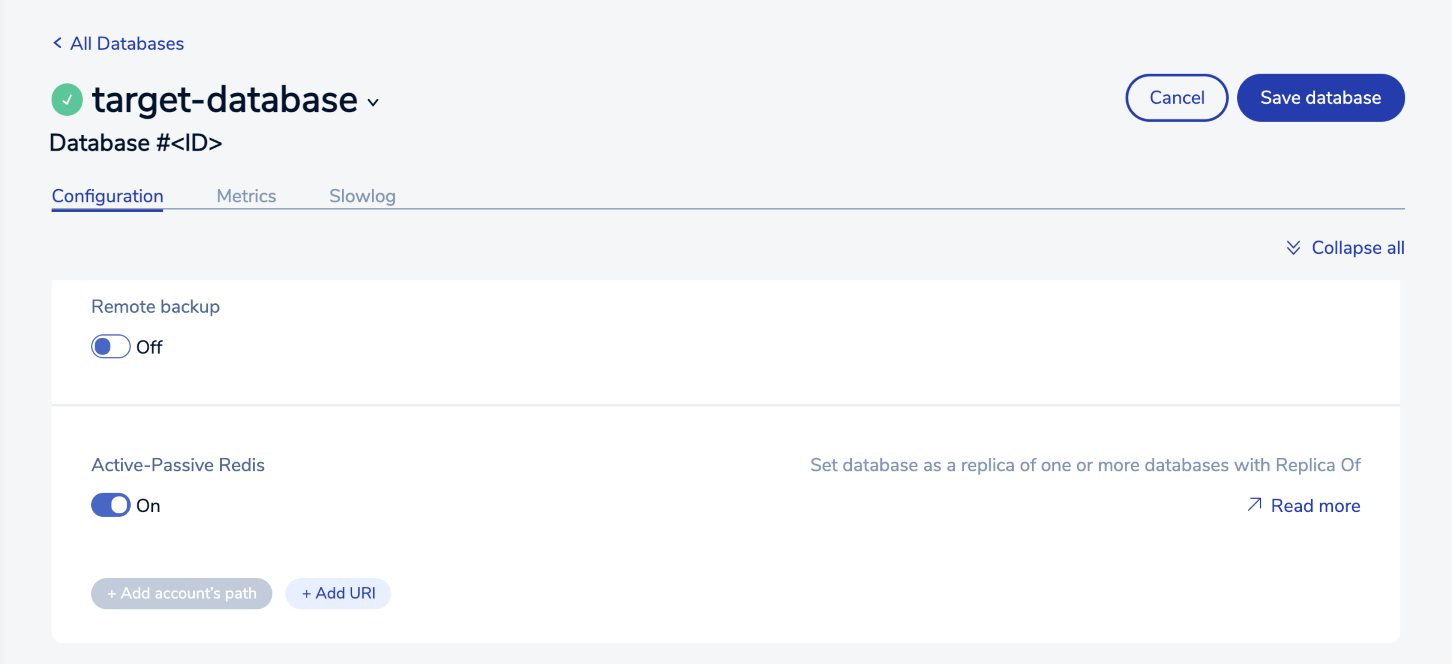 All Databases
target-database
Cancel
Save database
Database #<ID>
Configuration Metrics Slowlog
Collapse all
Remote backup
Off
Active-Passive Redis
Set database as a replica of one or more databases with Replica Of
On
Read more
+ Add account's path
+ Add URI